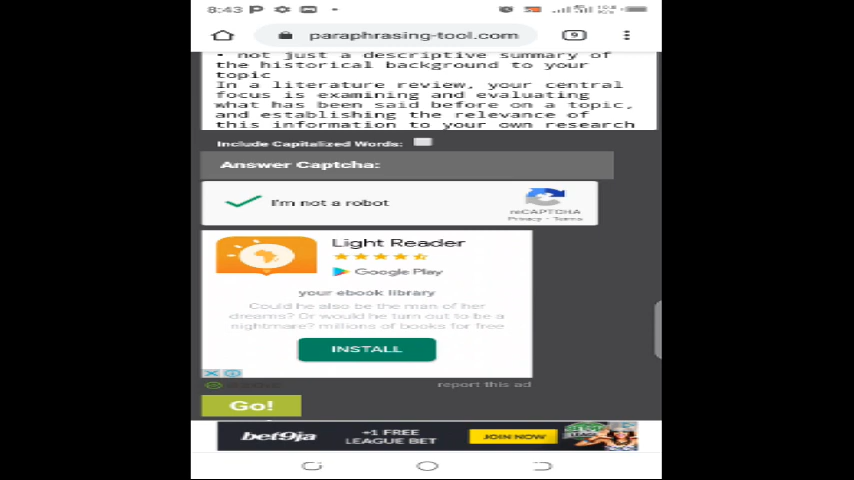 8:43
paraphrasing-tool.com
9
• not just a descriptive summary of
the historical background to your
topic
In a literature review, your central
focus is examining and evaluating
what has been said before on a topic,
and establishing the relevance of
this information to your own research
Include Capitalized Words:
Answer Captcha:
I'm not a robot
reCAPTCHA
Privacy - Terms
Light Reader
Google Play
your ebook library
Could he also be the man of her
dreams? Or would he turn out to be a
nightmare? millions of books for free
INSTALL
report this ad
Go!
bet9ja
+1 FREE
LEAGUE BET
JOIN NOW